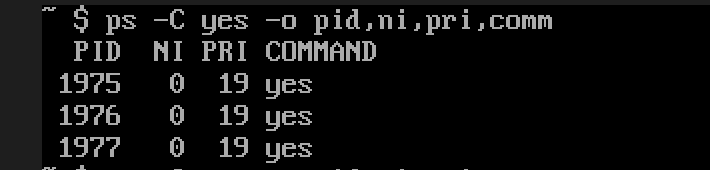 ~ $ ps -C yes -o pid,ni,pri,comm
PID NI PRI COMMAND
1975 0 19 yes
1976 0 19 yes
1977 0 19 yes